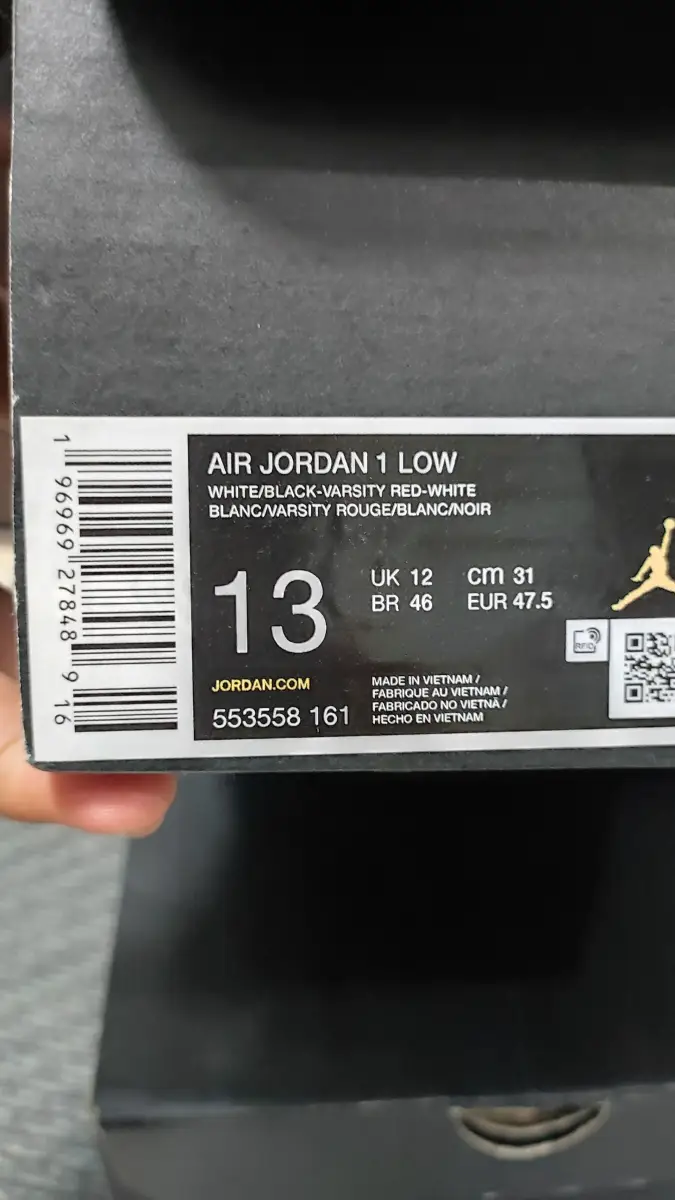 AIR JORDAN 1 LOW
WHITE/BLACK-VARSITY RED-WHITE
BLANC/VARSITY ROUGE/BLANC/NOIR
13
UK 12 cm 31
BR 46 EUR 47.5
RFID
JORDAN.COM
553558 161
MADE IN VIETNAM /
FABRIQUE AU VIETNAM /
FABRICADO NO VIETNÃ /
HECHO EN VIETNAM
1 96969 27848 9 16